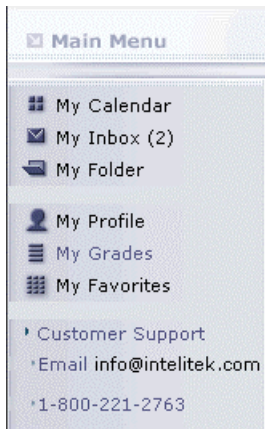 Main Menu
My Calendar
My Inbox (2)
My Folder
My Profile
My Grades
My Favorites
Customer Support
Email info@intelitek.com
1-800-221-2763